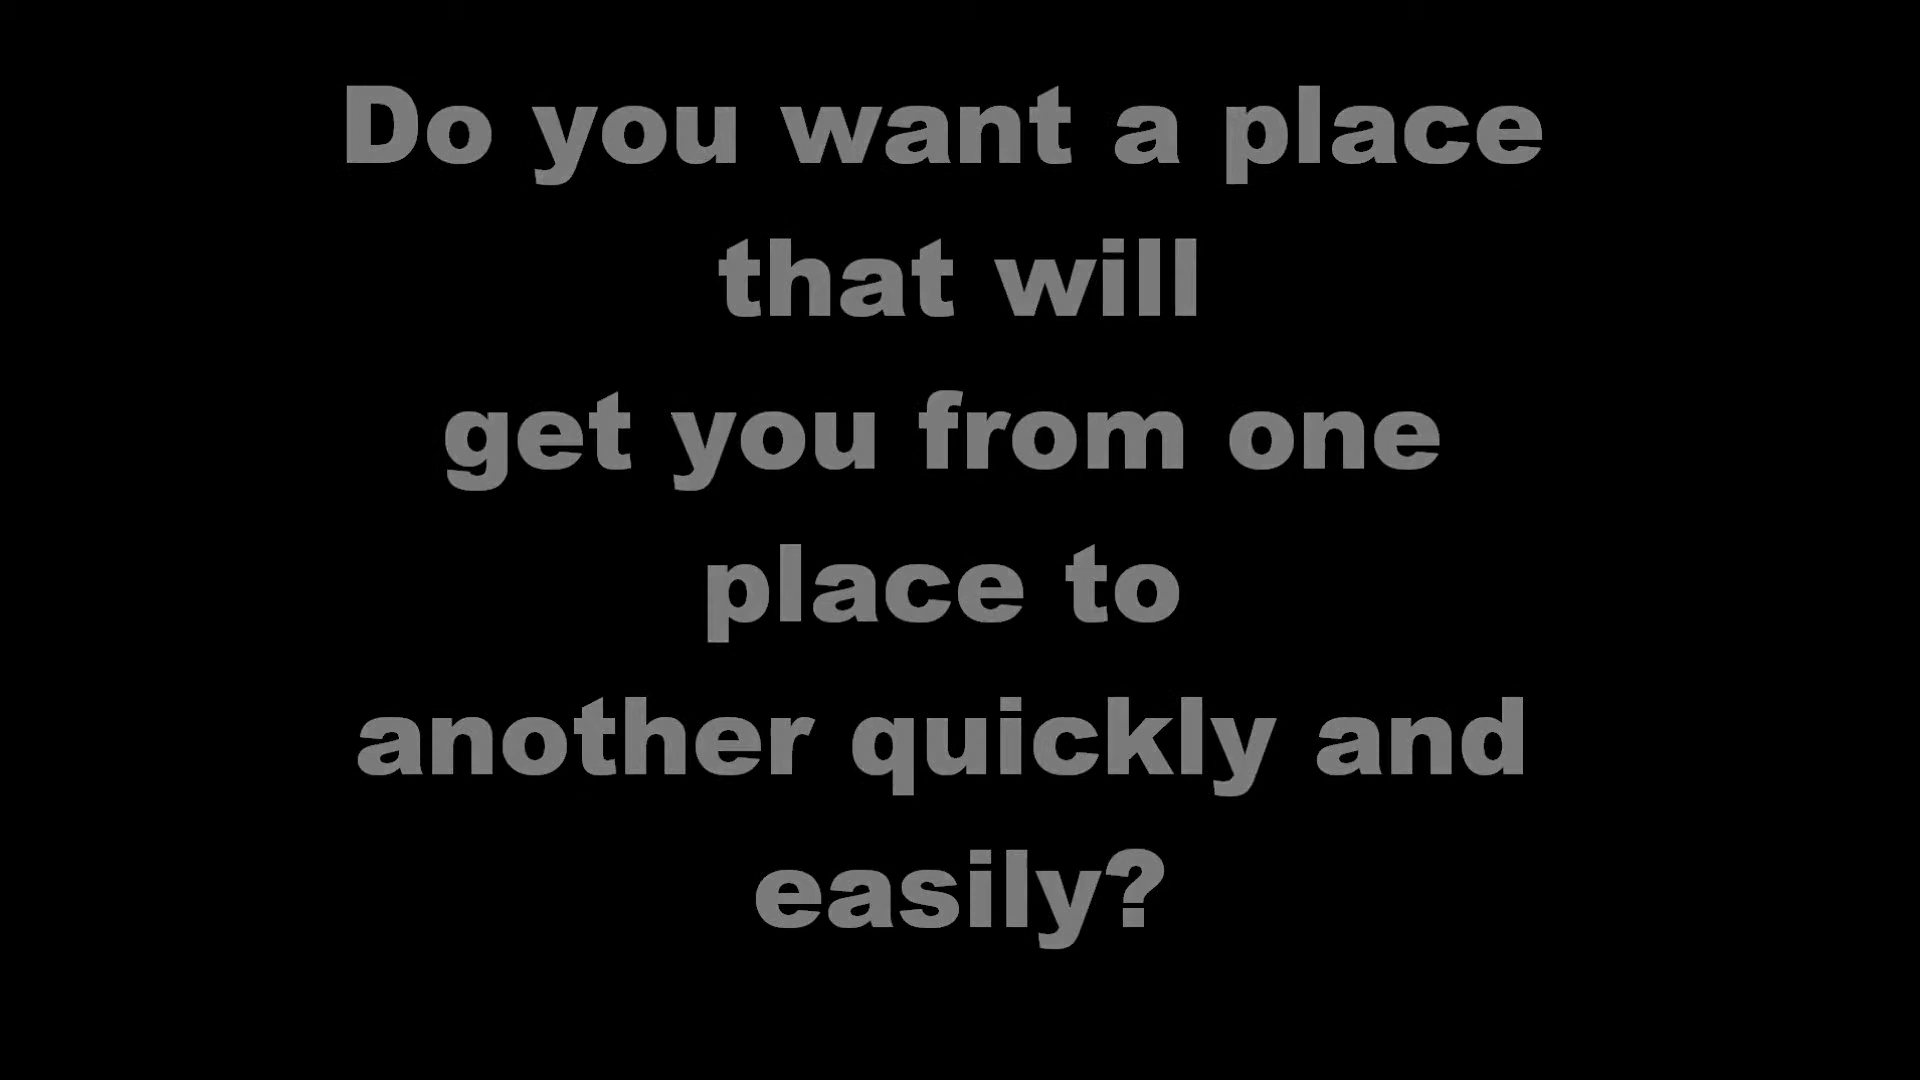 Do you want a place
that will
get you from one
place to
another quickly and
easily?